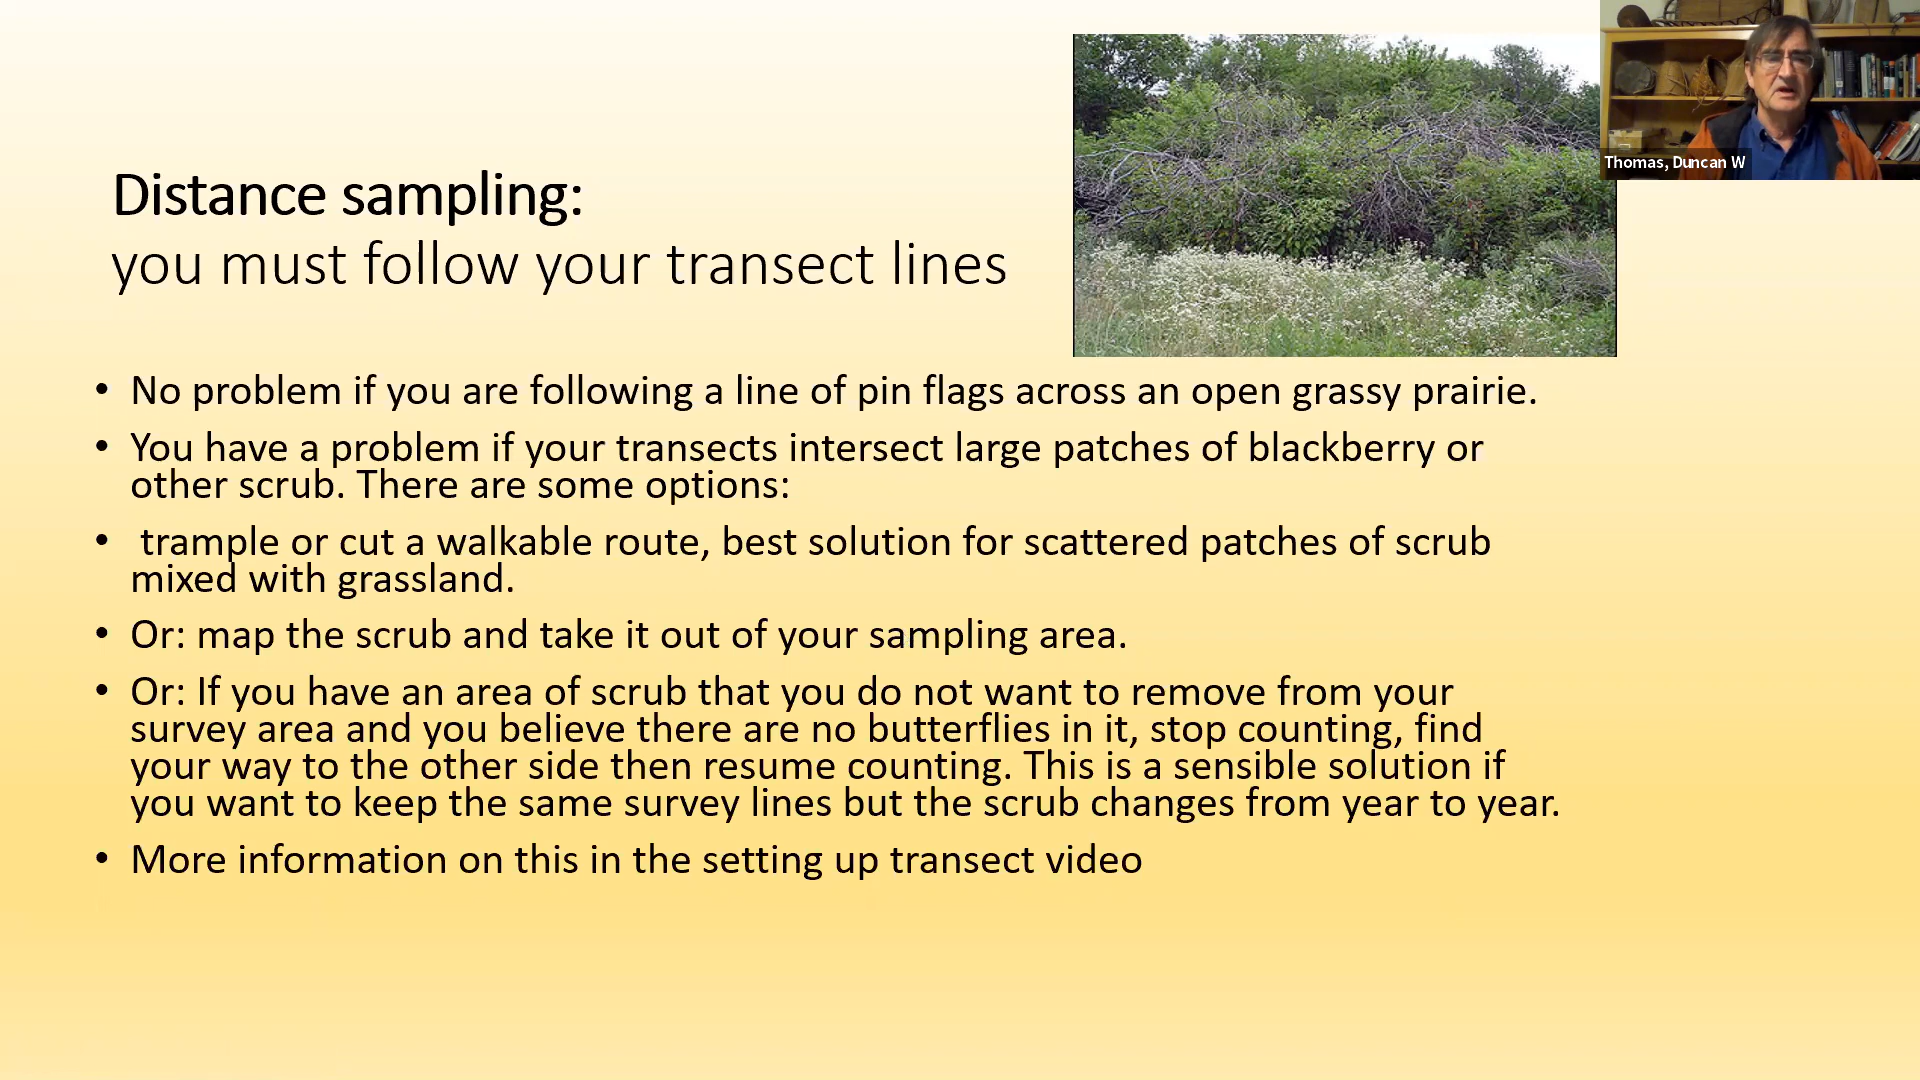 Thomas, Duncan W
Distance sampling:
you must follow your transect lines
• No problem if you are following a line of pin flags across an open grassy prairie.
• You have a problem if your transects intersect large patches of blackberry or
other scrub. There are some options:
• trample or cut a walkable route, best solution for scattered patches of scrub
mixed with grassland.
• Or: map the scrub and take it out of your sampling area.
• Or: If you have an area of scrub that you do not want to remove from your
survey area and you believe there are no butterflies in it, stop counting, find
your way to the other side then resume counting. This is a sensible solution if
you want to keep the same survey lines but the scrub changes from year to year.
• More information on this in the setting up transect video